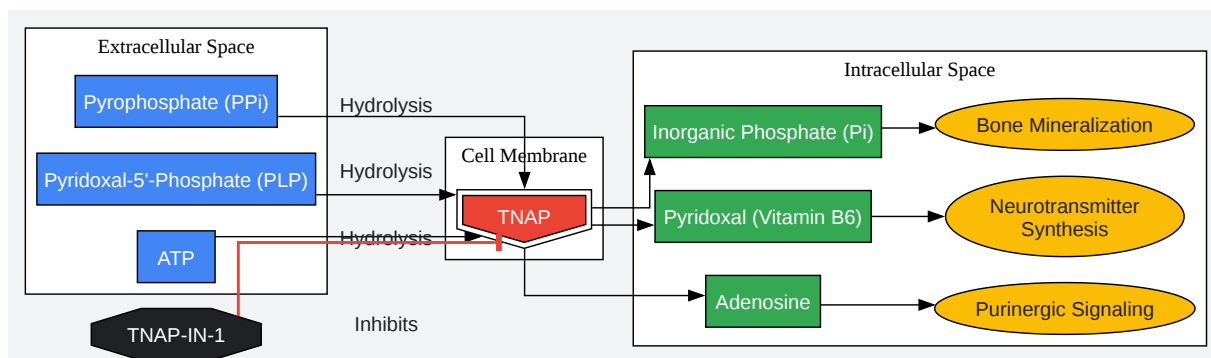 Extracellular Space
Pyrophosphate (PPi)
Pyridoxal-5'-Phosphate (PLP)
ATP
TNAP-IN-1
Hydrolysis
Hydrolysis
Hydrolysis
Inhibits
Cell Membrane
TNAP
Intracellular Space
Inorganic Phosphate (Pi)
Bone Mineralization
Pyridoxal (Vitamin B6)
Neurotransmitter
Synthesis
Adenosine
Purinergic Signaling